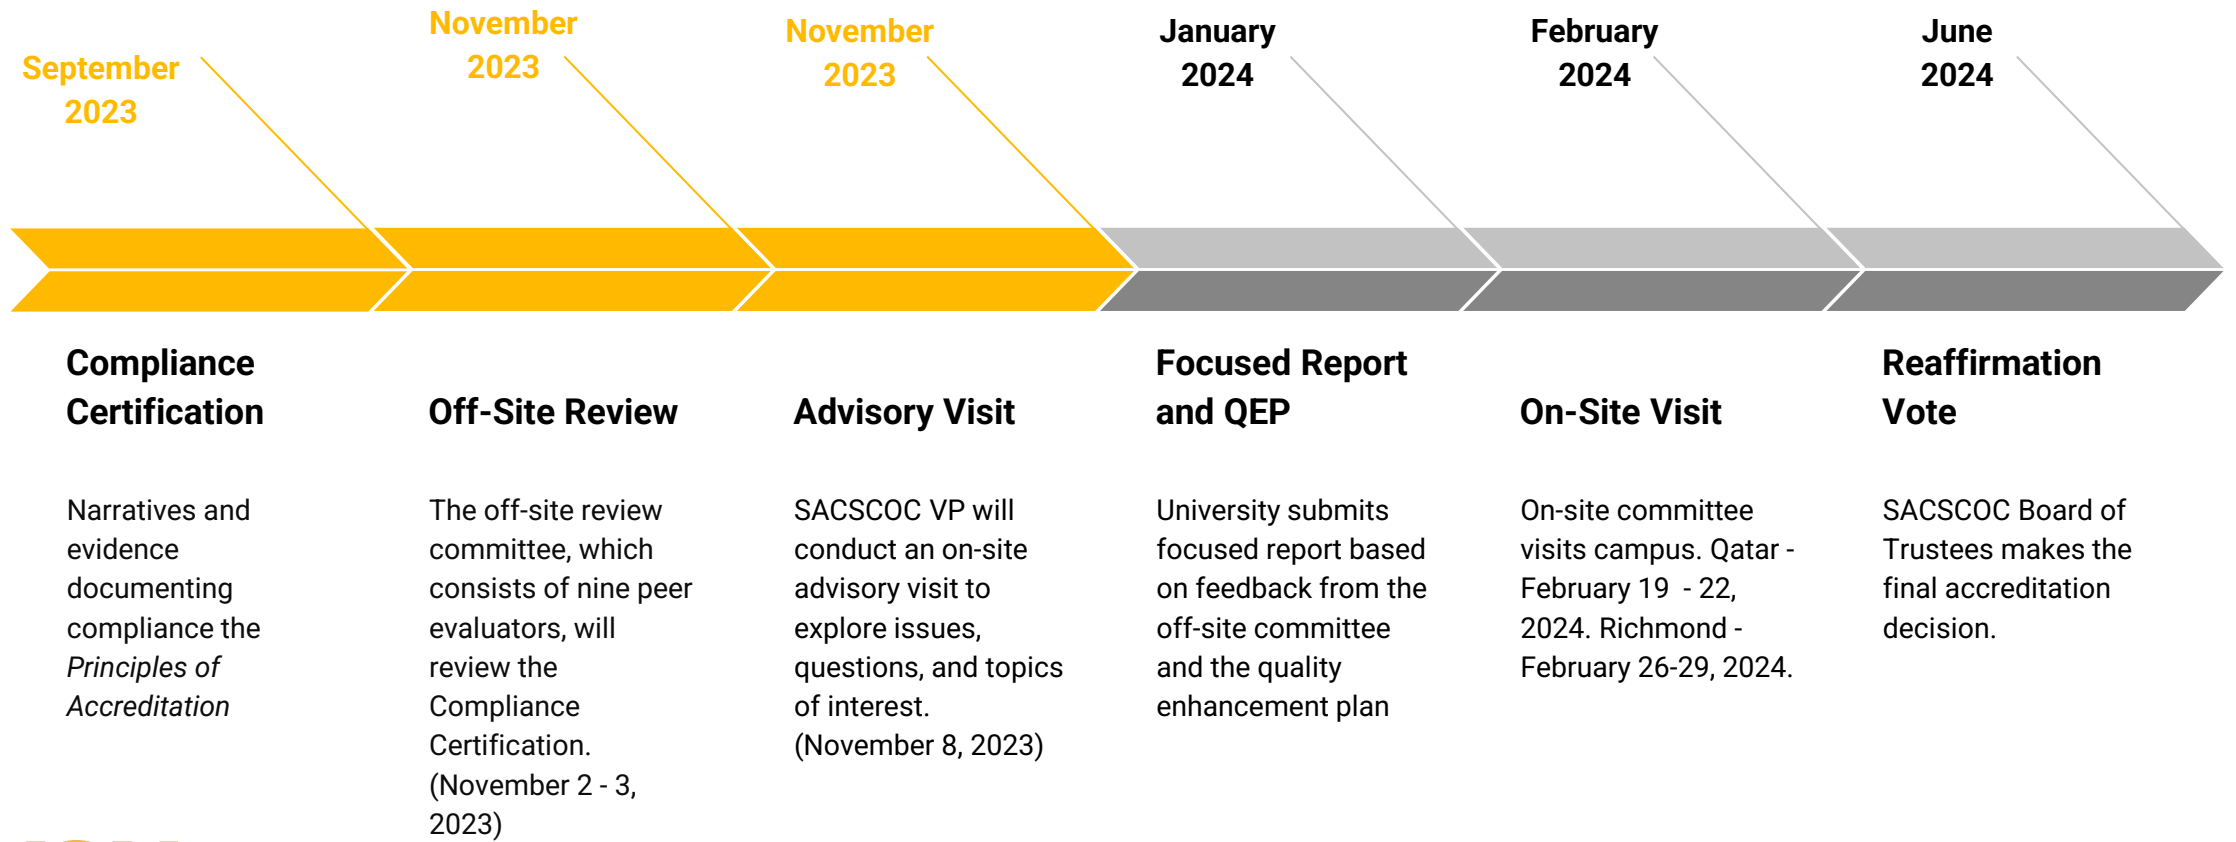 September
2023
November
2023
November
2023
January
2024
February
2024
June
2024
Compliance
Certification
Narratives and
evidence
documenting
compliance the
Principles of
Accreditation
Off-Site Review
The off-site review
committee, which
consists of nine peer
evaluators, will
review the
Compliance
Certification.
(November 2 - 3,
2023)
Advisory Visit
SACSCOC VP will
conduct an on-site
advisory visit to
explore issues,
questions, and topics
of interest.
(November 8, 2023)
Focused Report
and QEP
University submits
focused report based
on feedback from the
off-site committee
and the quality
enhancement plan
On-Site Visit
On-site committee
visits campus. Qatar -
February 19  - 22,
2024. Richmond -
February 26-29, 2024.
Reaffirmation
Vote
SACSCOC Board of
Trustees makes the
final accreditation
decision.